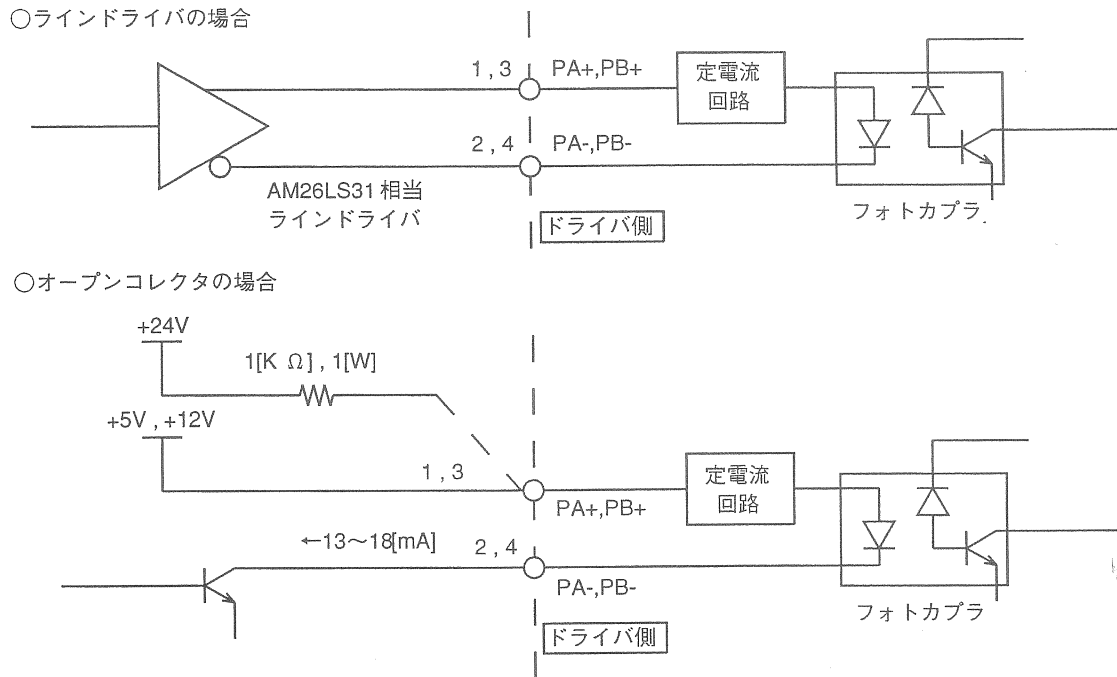 ○ラインドライバの場合
1 , 3
PA+,PB+
定電流
回路
2 , 4
PA-,PB-
AM26LS31 相当
ラインドライバ
ドライバ側
フォトカプラ
○オープンコレクタの場合
+24V
1[K Ω] , 1[W]
+5V , +12V
1 , 3
PA+,PB+
定電流
回路
←13～18[mA]
2 , 4
PA-,PB-
ドライバ側
フォトカプラ